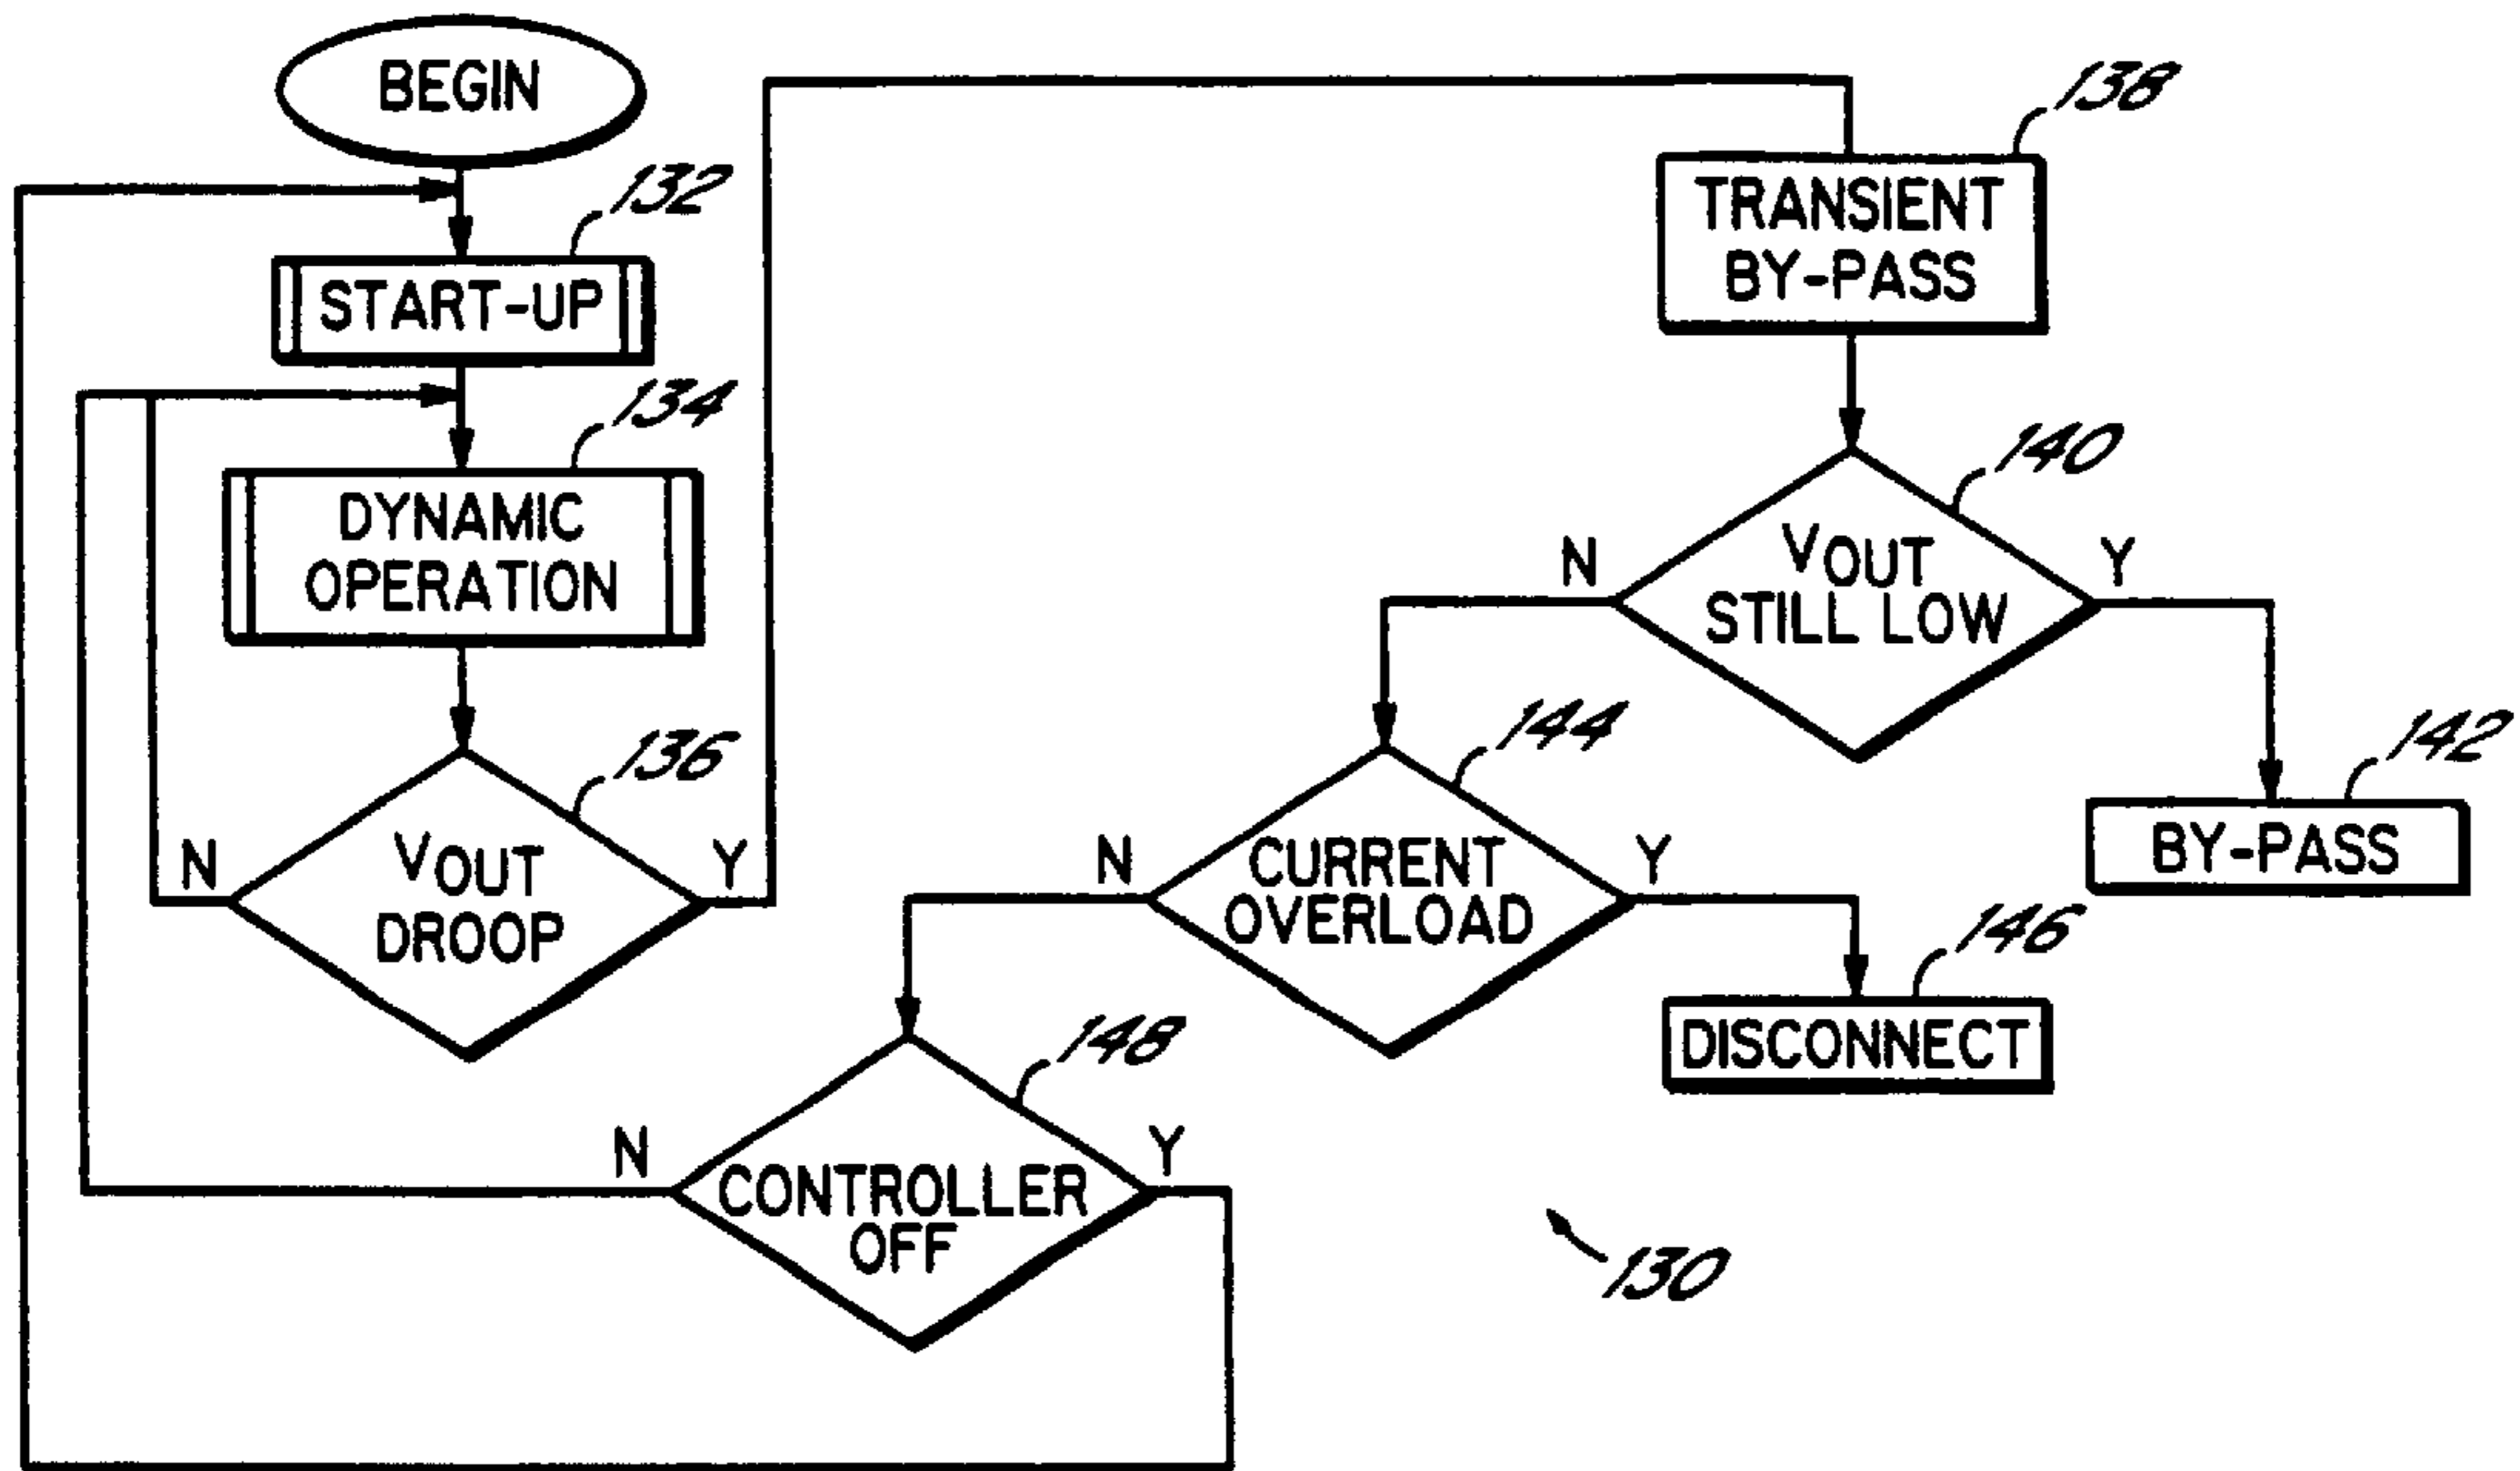 BEGIN
132
START-UP
134
DYNAMIC
OPERATION
136
VOUT
DROOP
N
Y
138
TRANSIENT
BY-PASS
140
VOUT
STILL LOW
N
Y
142
BY-PASS
144
CURRENT
OVERLOAD
N
Y
146
DISCONNECT
148
CONTROLLER
OFF
N
Y
130